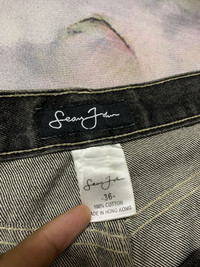 Sean John
Sean John
-36-
100% COTTON
MADE IN HONG KONG